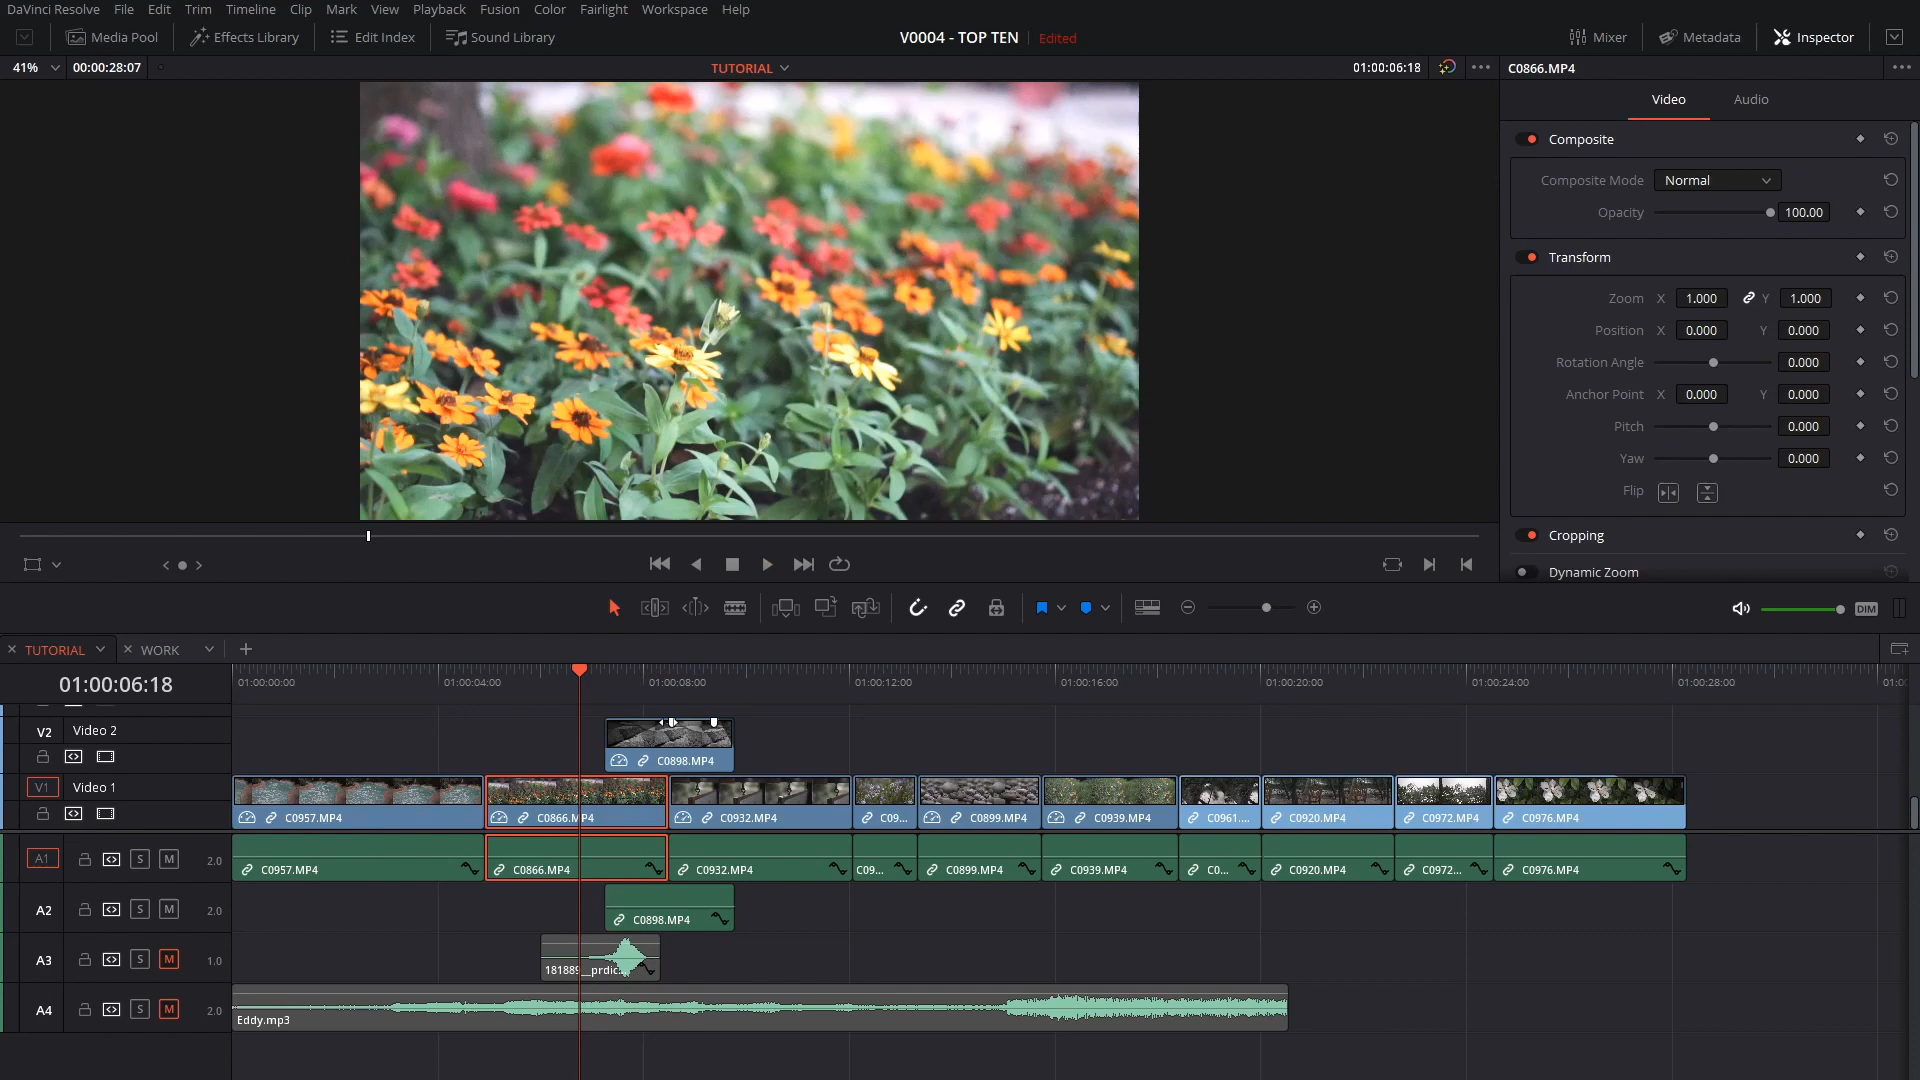 DaVinci Resolve File Edit Trim Timeline Clip Mark View Playback Fusion Color Fairlight Workspace Help
Media Pool Effects Library Edit Index Sound Library V0004 - TOP TEN Edited Mixer Metadata Inspector
41% 00:00:28:07 TUTORIAL 01:00:06:18 C0866.MP4
Video Audio
Composite
Composite Mode Normal
Opacity 100.00
Transform
Zoom X 1.000 Y 1.000
Position X 0.000 Y 0.000
Rotation Angle 0.000
Anchor Point X 0.000 Y 0.000
Pitch 0.000
Yaw 0.000
Flip
Cropping
Dynamic Zoom
DIM
TUTORIAL WORK
01:00:06:18 01:00:00:00 01:00:04:00 01:00:08:00 01:00:12:00 01:00:16:00 01:00:20:00 01:00:24:00 01:00:28:00
V2 Video 2
C0898.MP4
V1 Video 1
C0957.MP4 C0866.MP4 C0932.MP4 C09... C0899.MP4 C0939.MP4 C0961.... C0920.MP4 C0972.MP4 C0976.MP4
A1 S M 2.0
C0957.MP4 C0866.MP4 C0932.MP4 C09... C0899.MP4 C0939.MP4 C0... C0920.MP4 C0972... C0976.MP4
A2 S M 2.0
C0898.MP4
A3 S M 1.0
181889__prdic...
A4 S M 2.0
Eddy.mp3